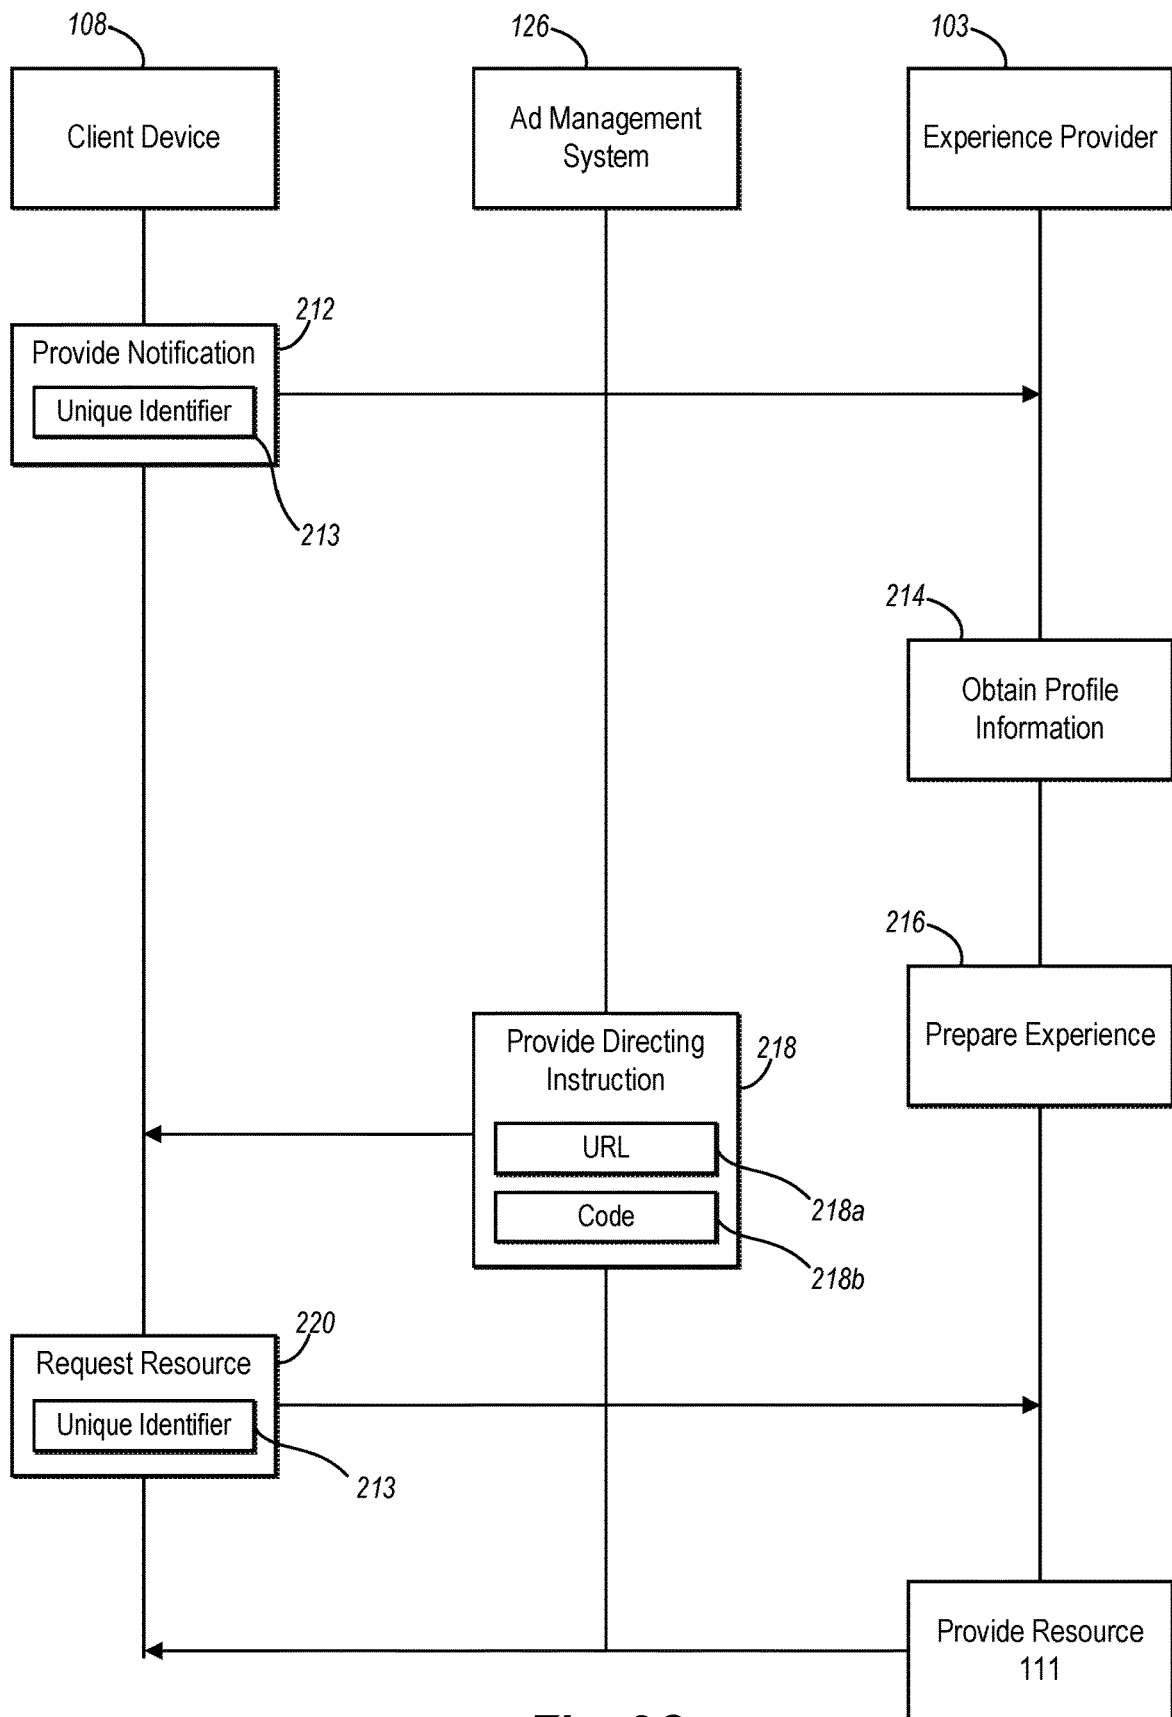 108
126
103
Client Device
Ad Management
System
Experience Provider
212
Provide Notification
Unique Identifier
213
214
Obtain Profile
Information
216
Prepare Experience
Provide Directing
Instruction
218
URL
218a
Code
218b
220
Request Resource
Unique Identifier
213
Provide Resource
111